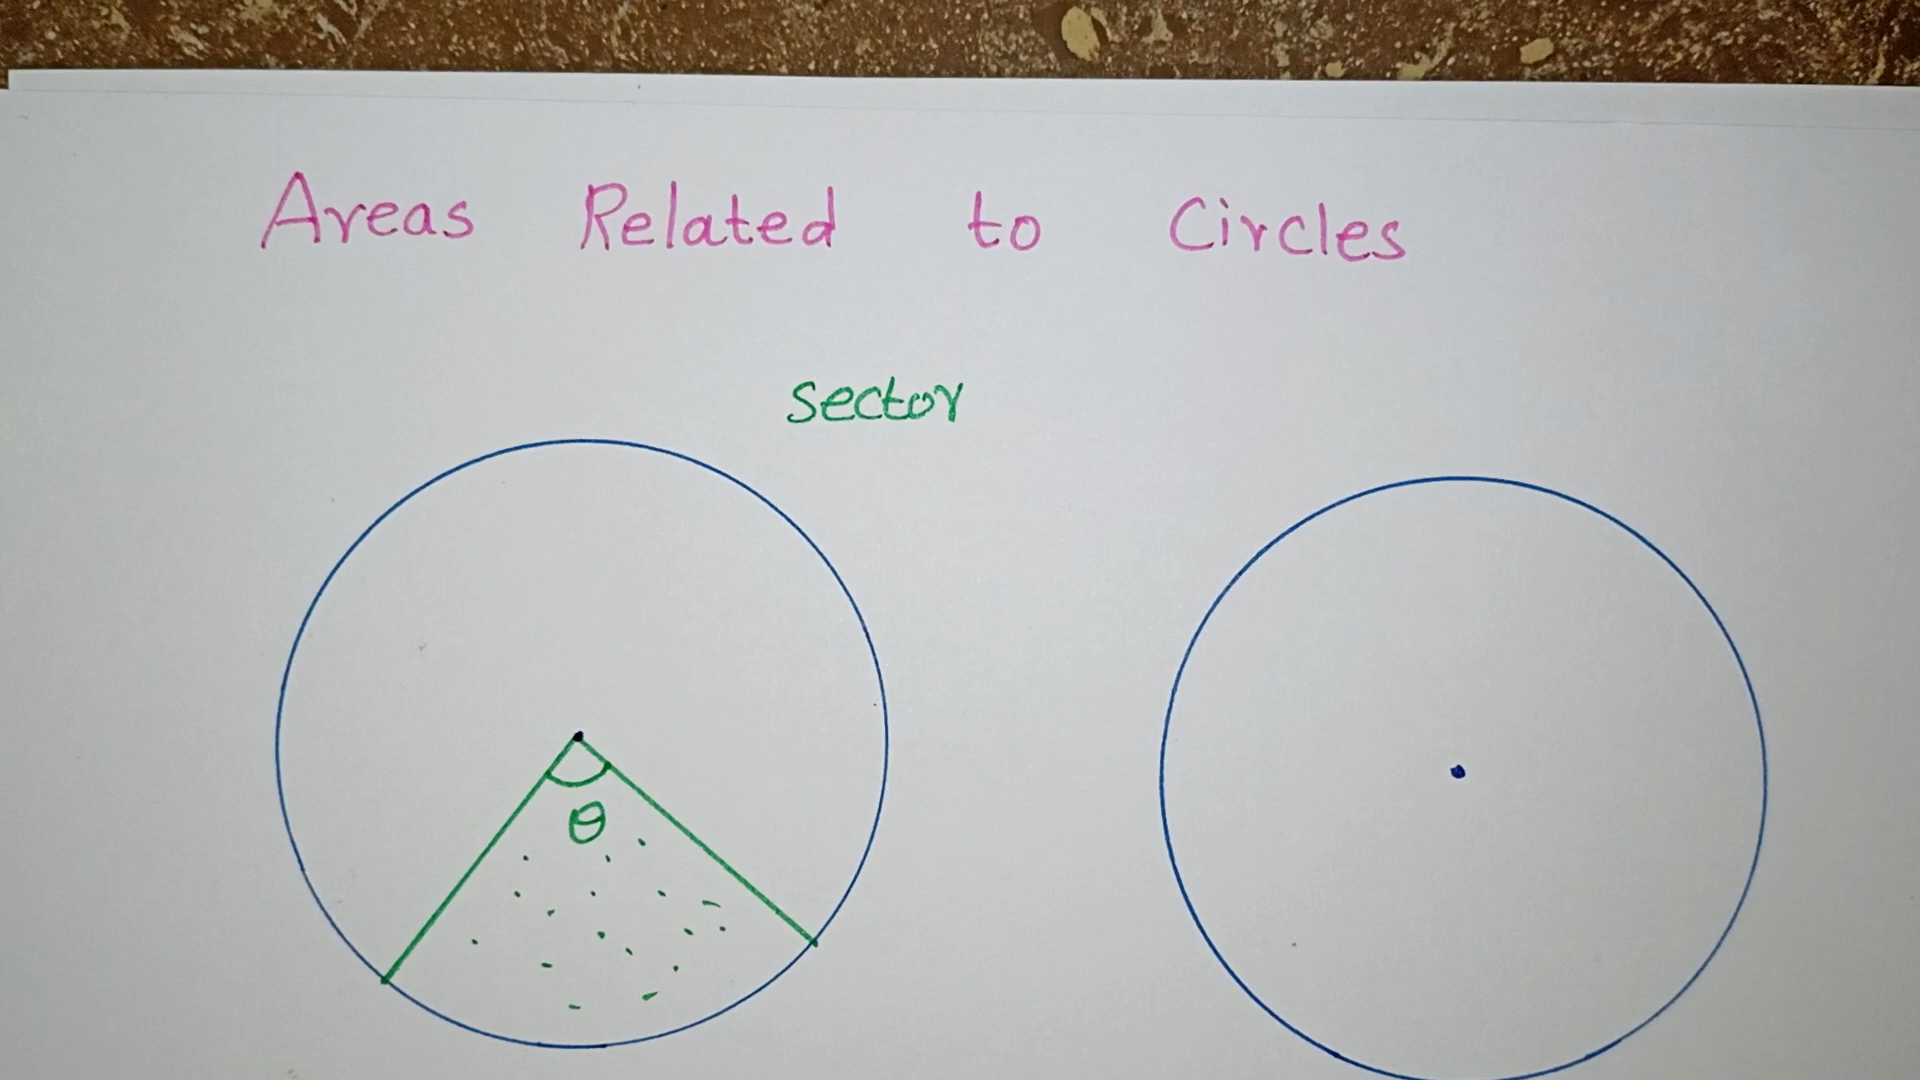 Areas Related to Circles
sector
θ